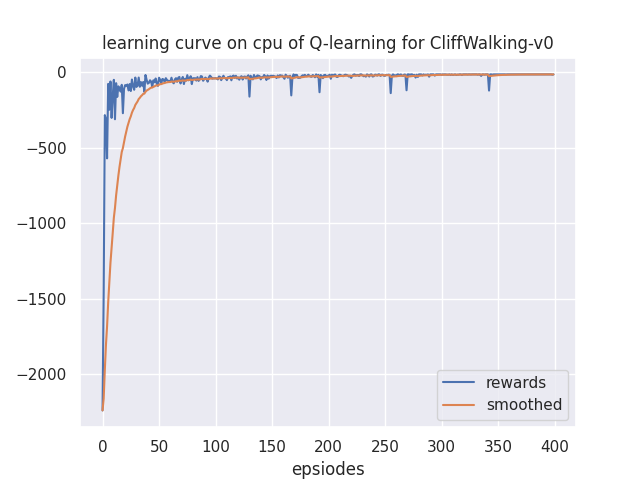 learning curve on cpu of Q-learning for CliffWalking-v0
0
−500
−1000
−1500
−2000
rewards
smoothed
0 50 100 150 200 250 300 350 400
epsiodes